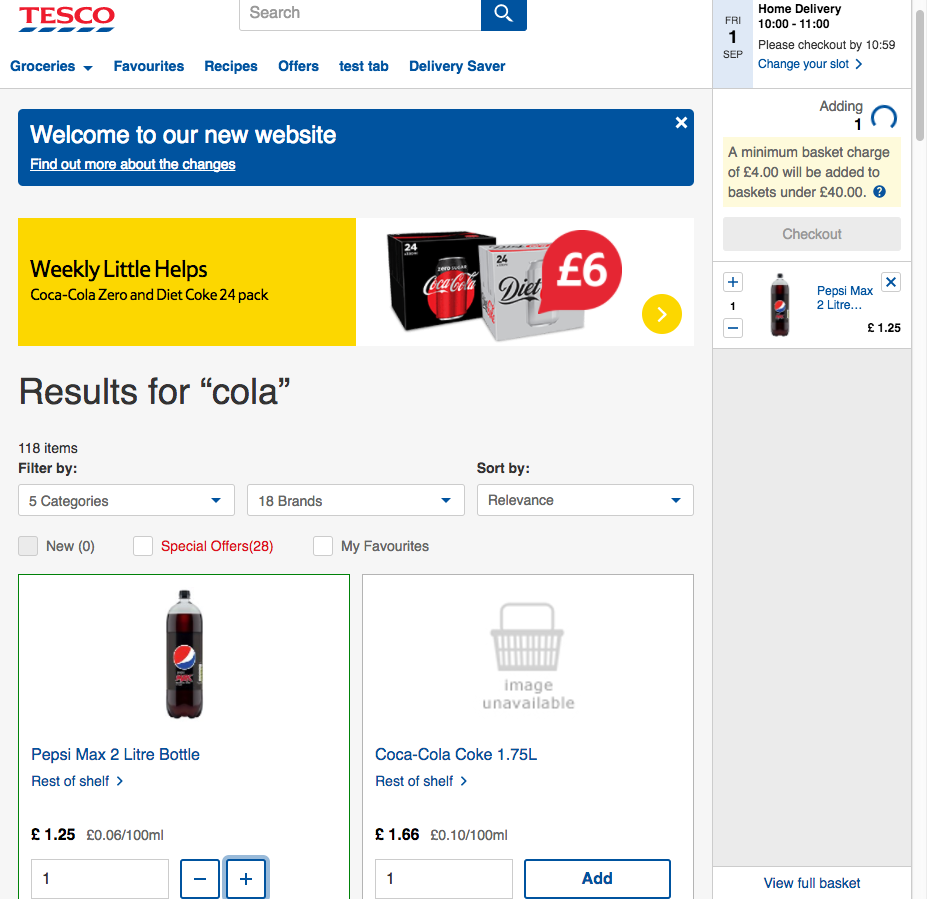 TESCO
Search
Groceries
Favourites
Recipes
Offers
test tab
Delivery Saver
FRI
1
SEP
Home Delivery
10:00 - 11:00
Please checkout by 10:59
Change your slot
Welcome to our new website
Find out more about the changes
Adding
1
A minimum basket charge
of £4.00 will be added to
baskets under £40.00. ?
Checkout
Weekly Little Helps
Coca-Cola Zero and Diet Coke 24 pack
24
ZERO SUGAR
Coca-Cola
24
Diet
£6
1
Pepsi Max
2 Litre...
£ 1.25
Results for “cola”
118 items
Filter by:
Sort by:
5 Categories
18 Brands
Relevance
New (0)
Special Offers(28)
My Favourites
MAX
image
unavailable
Pepsi Max 2 Litre Bottle
Rest of shelf
£ 1.25 £0.06/100ml
1
Coca-Cola Coke 1.75L
Rest of shelf
£ 1.66 £0.10/100ml
1
Add
View full basket